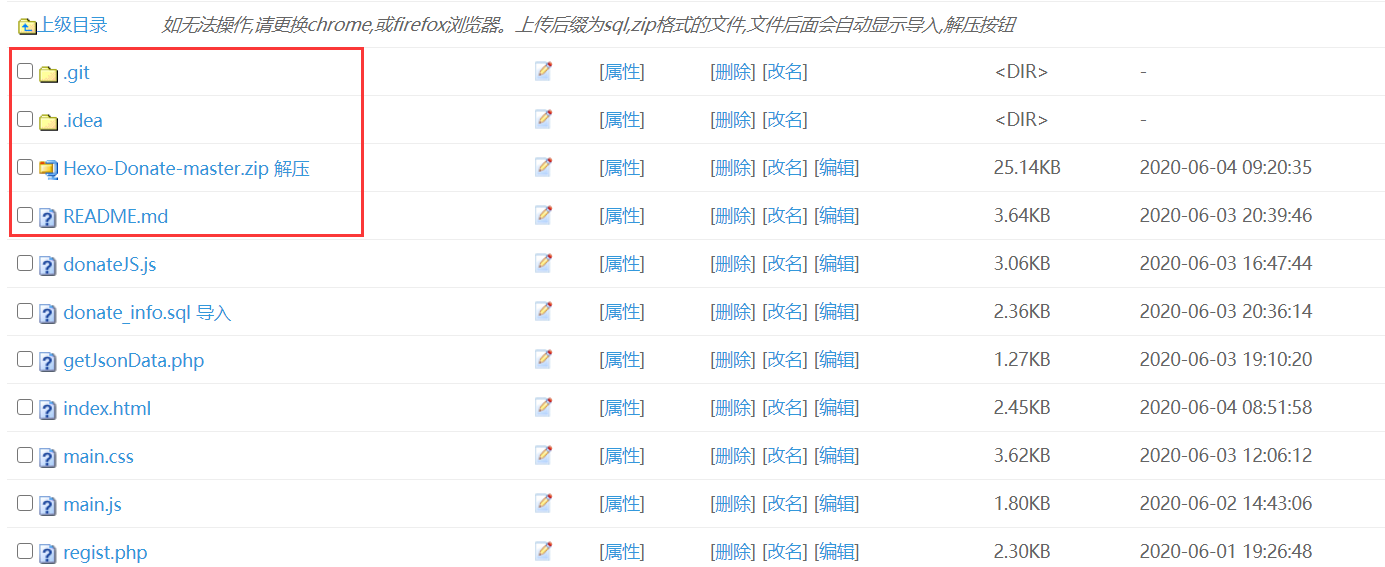 上级目录 如无法操作,请更换chrome,或firefox浏览器。上传后缀为sql,zip格式的文件,文件后面会自动显示导入,解压按钮
.git [属性] [删除] [改名] <DIR> -
.idea [属性] [删除] [改名] <DIR> -
Hexo-Donate-master.zip 解压 [属性] [删除] [改名] [编辑] 25.14KB 2020-06-04 09:20:35
README.md [属性] [删除] [改名] [编辑] 3.64KB 2020-06-03 20:39:46
donateJS.js [属性] [删除] [改名] [编辑] 3.06KB 2020-06-03 16:47:44
donate_info.sql 导入 [属性] [删除] [改名] [编辑] 2.36KB 2020-06-03 20:36:14
getJsonData.php [属性] [删除] [改名] [编辑] 1.27KB 2020-06-03 19:10:20
index.html [属性] [删除] [改名] [编辑] 2.45KB 2020-06-04 08:51:58
main.css [属性] [删除] [改名] [编辑] 3.62KB 2020-06-03 12:06:12
main.js [属性] [删除] [改名] [编辑] 1.80KB 2020-06-02 14:43:06
regist.php [属性] [删除] [改名] [编辑] 2.30KB 2020-06-01 19:26:48